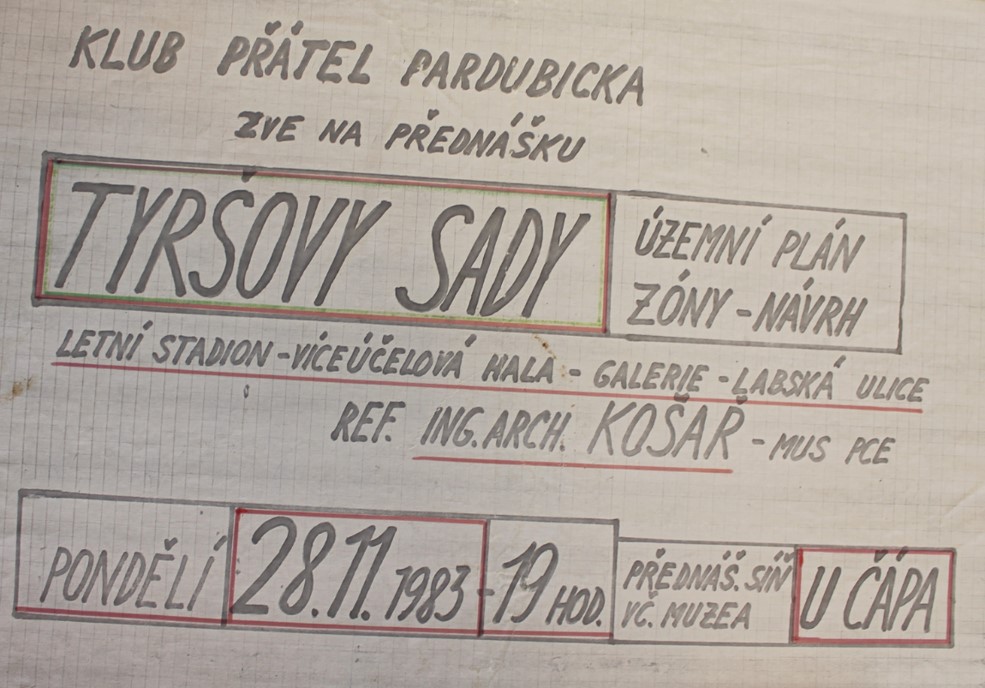 KLUB PŘÁTEL PARDUBICKA
ZVE NA PŘEDNÁŠKU
TYRŠOVY SADY
ÚZEMNÍ PLÁN
ZÓNY - NÁVRH
LETNÍ STADION - VÍCEÚČELOVÁ HALA - GALERIE - LABSKÁ ULICE
REF. ING. ARCH. KOŠAŘ - MUS PCE
PONDĚLÍ 28.11. 1983 - 19 HOD.
PŘEDNÁŠ. SÍŇ
VČ. MUZEA
U ČÁPA